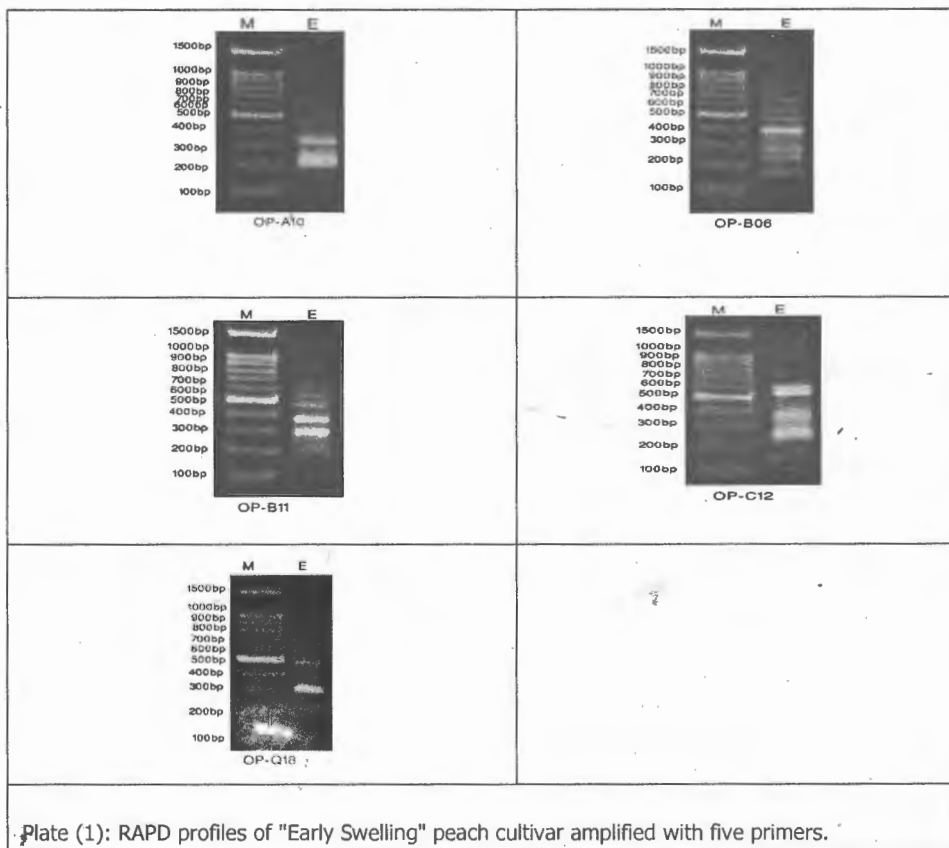 M E
1500bp
1000bp
900bp
800bp
700bp
600bp
500bp
400bp
300bp
200bp
100bp
OP-A10
M E
1500bp
1000bp
900bp
800bp
700bp
600bp
500bp
400bp
300bp
200bp
100bp
OP-B06
M E
1500bp
1000bp
900bp
800bp
700bp
600bp
500bp
400bp
300bp
200bp
100bp
OP-B11
M E
1500bp
1000bp
900bp
800bp
700bp
600bp
500bp
400bp
300bp
200bp
100bp
OP-C12
M E
1500bp
1000bp
900bp
800bp
700bp
600bp
500bp
400bp
300bp
200bp
100bp
OP-Q18
Plate (1): RAPD profiles of "Early Swelling" peach cultivar amplified with five primers.